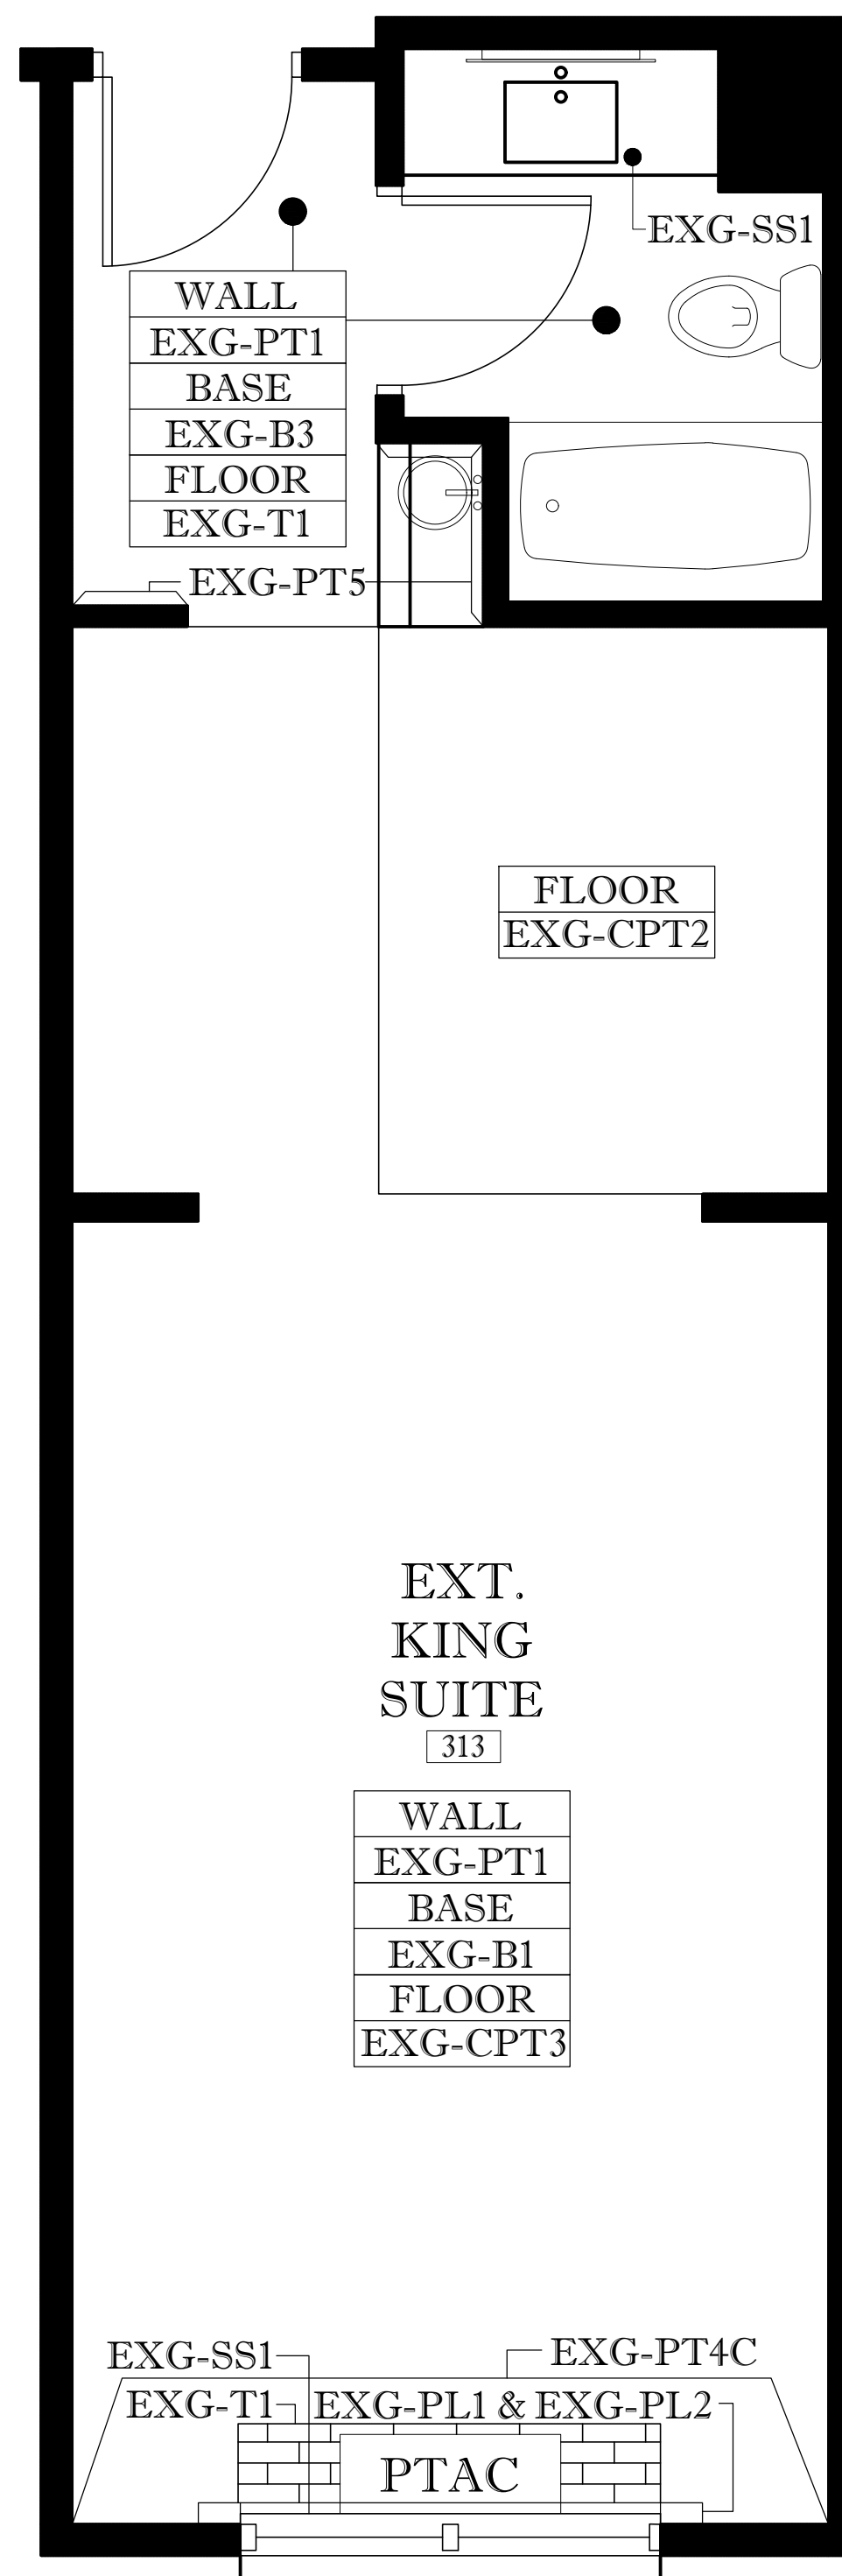 EXG-SS1
WALL
EXG-PT1
BASE
EXG-B3
FLOOR
EXG-T1
EXG-PT5
FLOOR
EXG-CPT2
EXT.
KING
SUITE
313
WALL
EXG-PT1
BASE
EXG-B1
FLOOR
EXG-CPT3
EXG-SS1
EXG-PT4C
EXG-T1
EXG-PL1 & EXG-PL2
PTAC